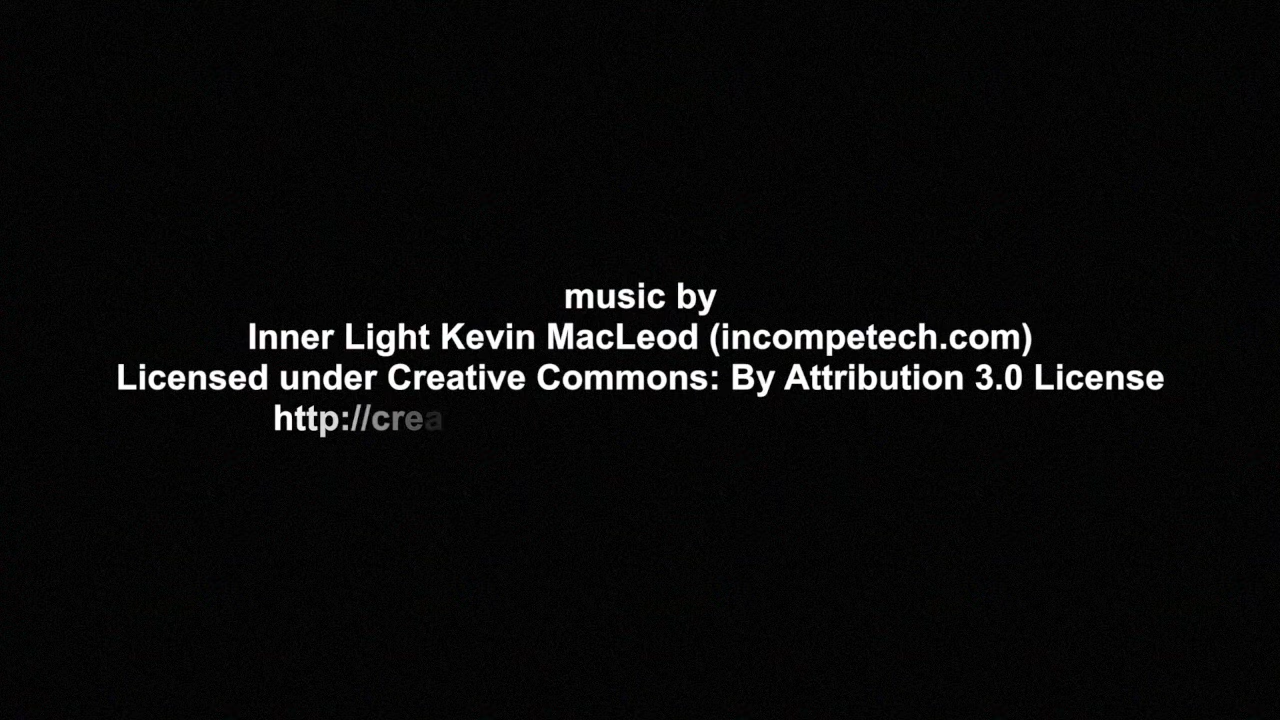 music by
Inner Light Kevin MacLeod (incompetech.com)
Licensed under Creative Commons: By Attribution 3.0 License
http://crea